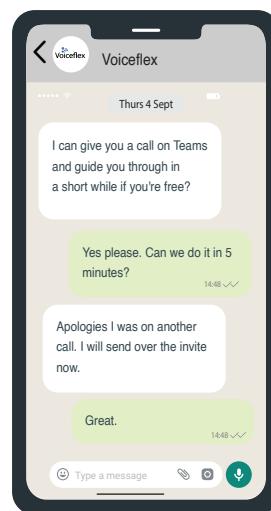 Voiceflex
Voiceflex
Thurs 4 Sept
I can give you a call on Teams
and guide you through in
a short while if you're free?
Yes please. Can we do it in 5
minutes?
14:48
Apologies I was on another
call. I will send over the invite
now.
Great.
14:48
Type a message